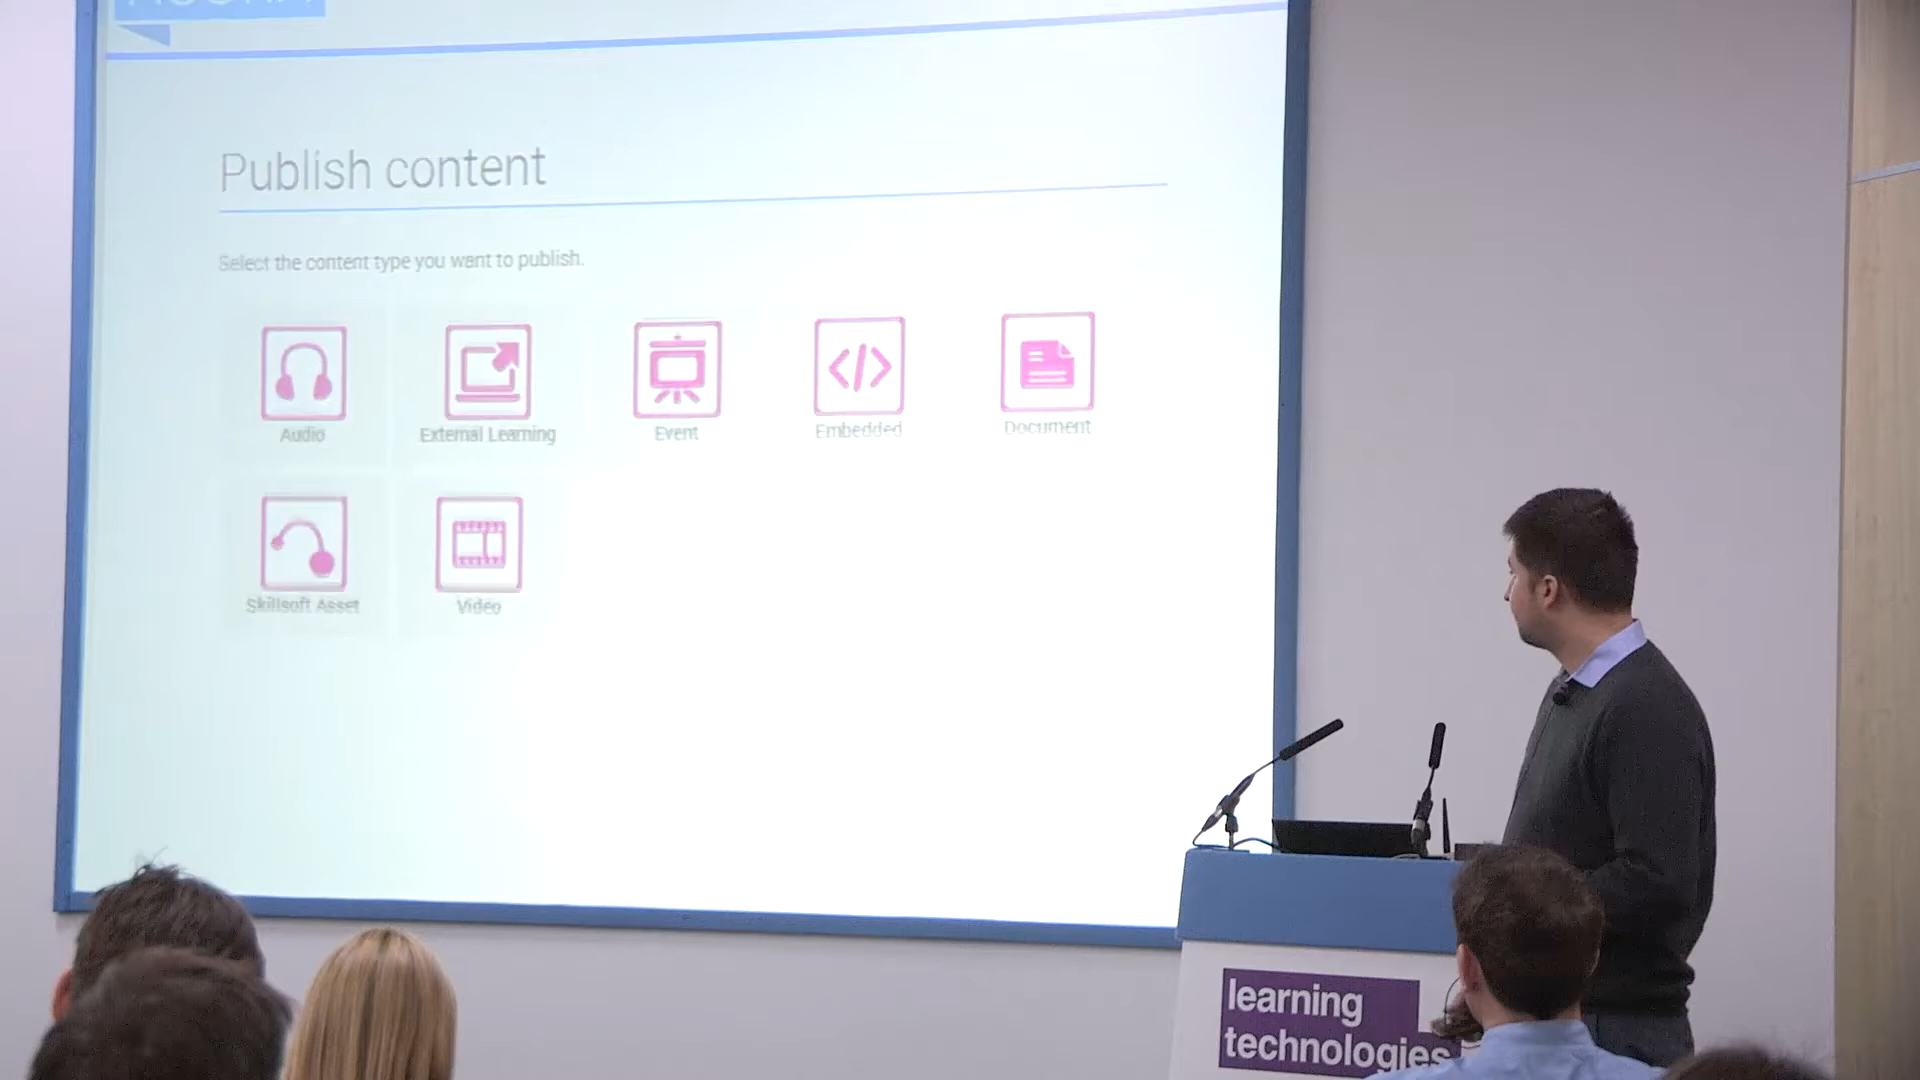 Publish content
Select the content type you want to publish.
Audio
External Learning
Event
Embedded
Document
Skillsoft Asset
Video
learning
technologies